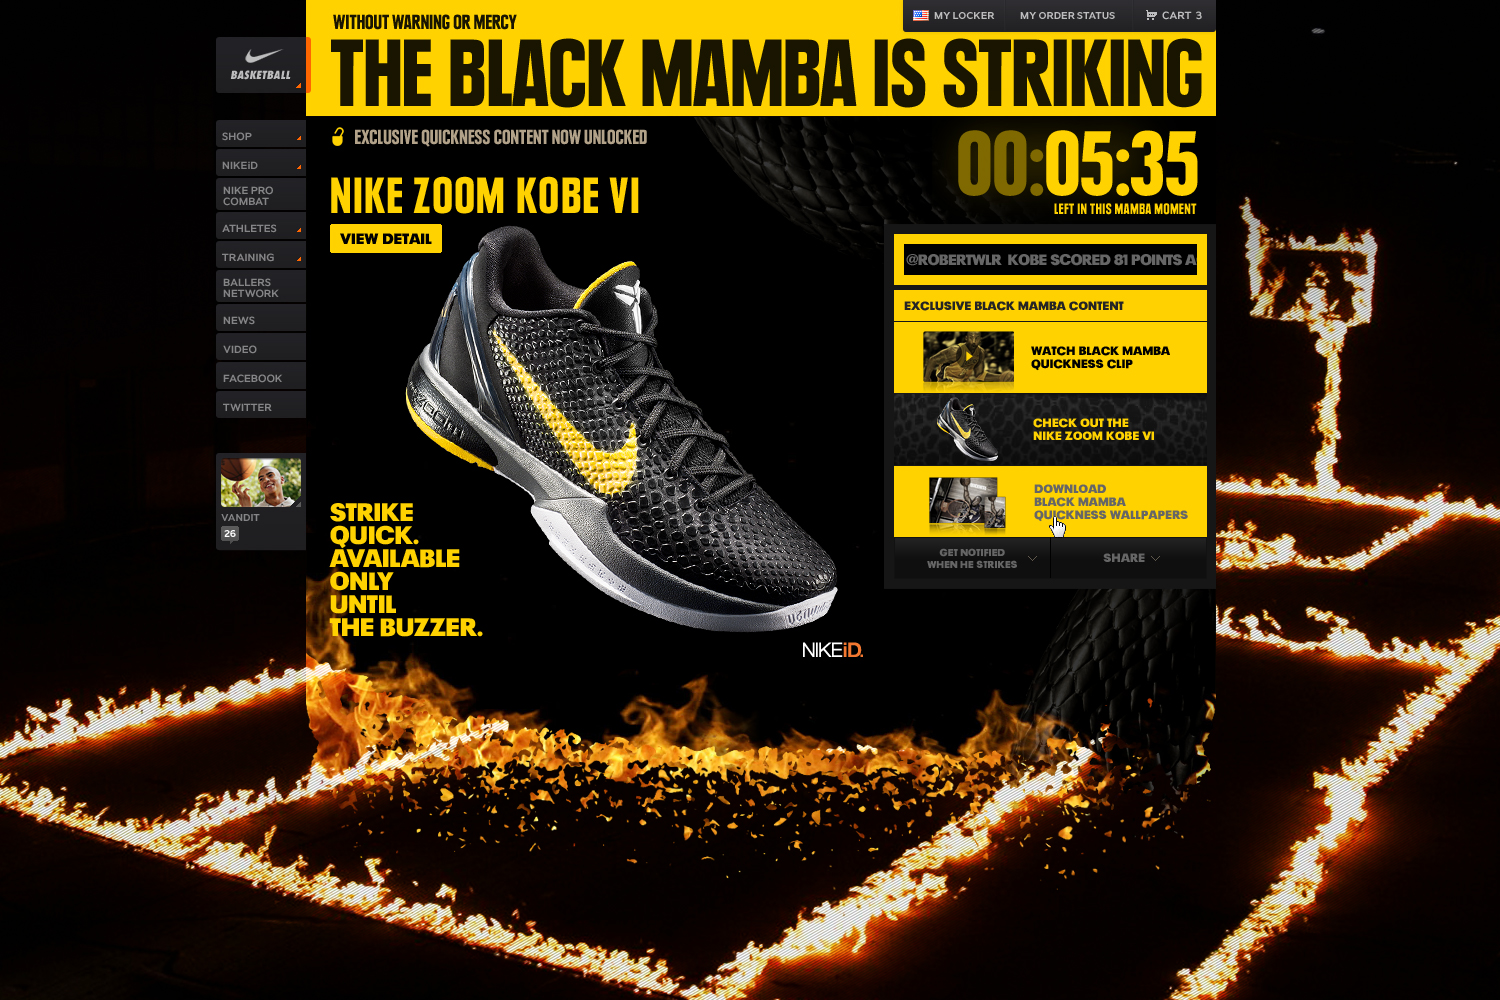 WITHOUT WARNING OR MERCY
MY LOCKER
MY ORDER STATUS
CART 3
THE BLACK MAMBA IS STRIKING
BASKETBALL
EXCLUSIVE QUICKNESS CONTENT NOW UNLOCKED
00:05:35
LEFT IN THIS MAMBA MOMENT
NIKE ZOOM KOBE VI
VIEW DETAIL
SHOP
NIKEiD
NIKE PRO
COMBAT
ATHLETES
TRAINING
BALLERS
NETWORK
NEWS
VIDEO
FACEBOOK
TWITTER
VANDIT
26
@ROBERTWLR KOBE SCORED 81 POINTS A
EXCLUSIVE BLACK MAMBA CONTENT
WATCH BLACK MAMBA
QUICKNESS CLIP
CHECK OUT THE
NIKE ZOOM KOBE VI
DOWNLOAD
BLACK MAMBA
QUICKNESS WALLPAPERS
GET NOTIFIED
WHEN HE STRIKES
SHARE
STRIKE
QUICK.
AVAILABLE
ONLY
UNTIL
THE BUZZER.
NIKEiD.